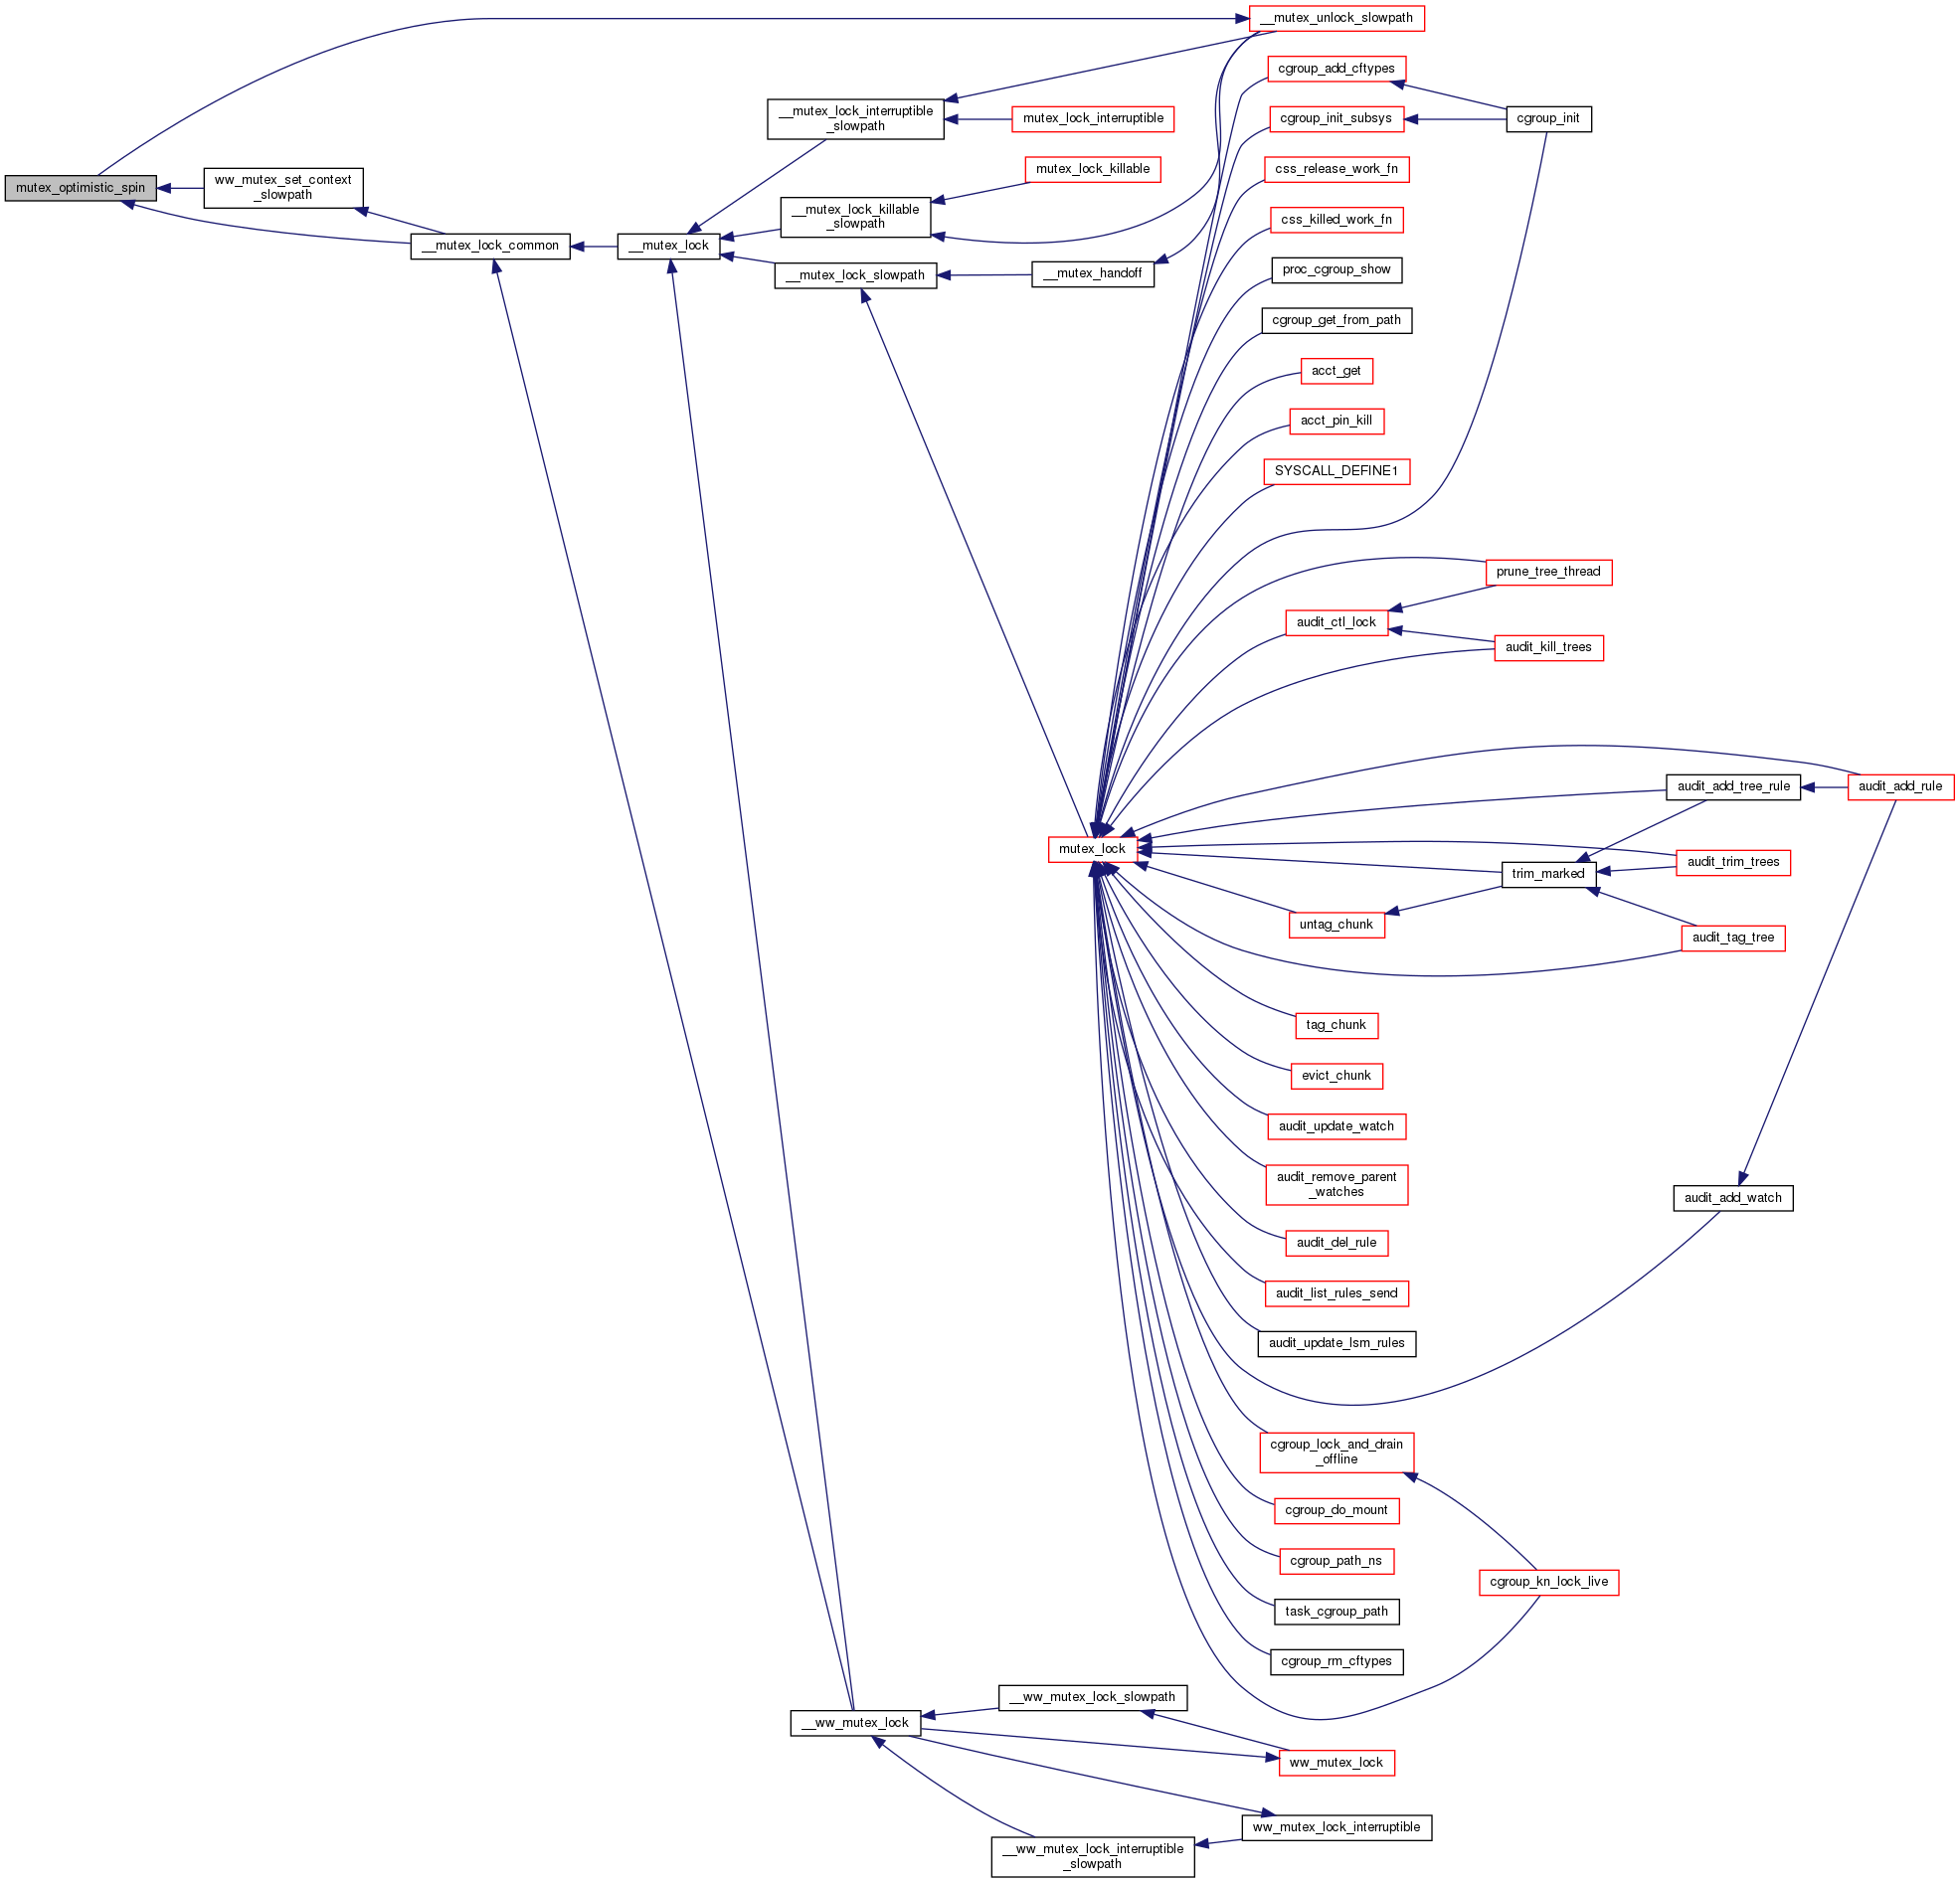 __mutex_unlock_slowpath
cgroup_add_cftypes
__mutex_lock_interruptible
_slowpath
mutex_lock_interruptible
cgroup_init_subsys
cgroup_init
mutex_optimistic_spin
ww_mutex_set_context
_slowpath
mutex_lock_killable
css_release_work_fn
__mutex_lock_killable
_slowpath
css_killed_work_fn
__mutex_lock_common
__mutex_lock
__mutex_lock_slowpath
__mutex_handoff
proc_cgroup_show
cgroup_get_from_path
acct_get
acct_pin_kill
SYSCALL_DEFINE1
prune_tree_thread
audit_ctl_lock
audit_kill_trees
audit_add_tree_rule
audit_add_rule
mutex_lock
audit_trim_trees
trim_marked
untag_chunk
audit_tag_tree
tag_chunk
evict_chunk
audit_update_watch
audit_remove_parent
_watches
audit_add_watch
audit_del_rule
audit_list_rules_send
audit_update_lsm_rules
cgroup_lock_and_drain
_offline
cgroup_do_mount
cgroup_path_ns
cgroup_kn_lock_live
task_cgroup_path
cgroup_rm_cftypes
__ww_mutex_lock_slowpath
__ww_mutex_lock
ww_mutex_lock
ww_mutex_lock_interruptible
__ww_mutex_lock_interruptible
_slowpath